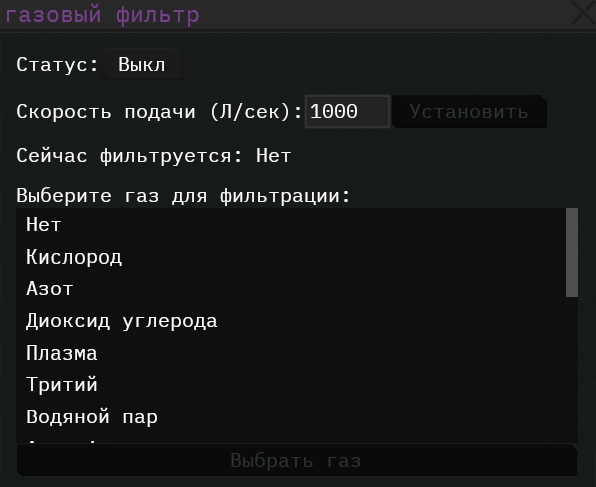 газовый фильтр
Статус: Выкл
Скорость подачи (Л/сек): 1000 Установить
Сейчас фильтруется: Нет
Выберите газ для фильтрации:
Нет
Кислород
Азот
Диоксид углерода
Плазма
Тритий
Водяной пар
Выбрать газ